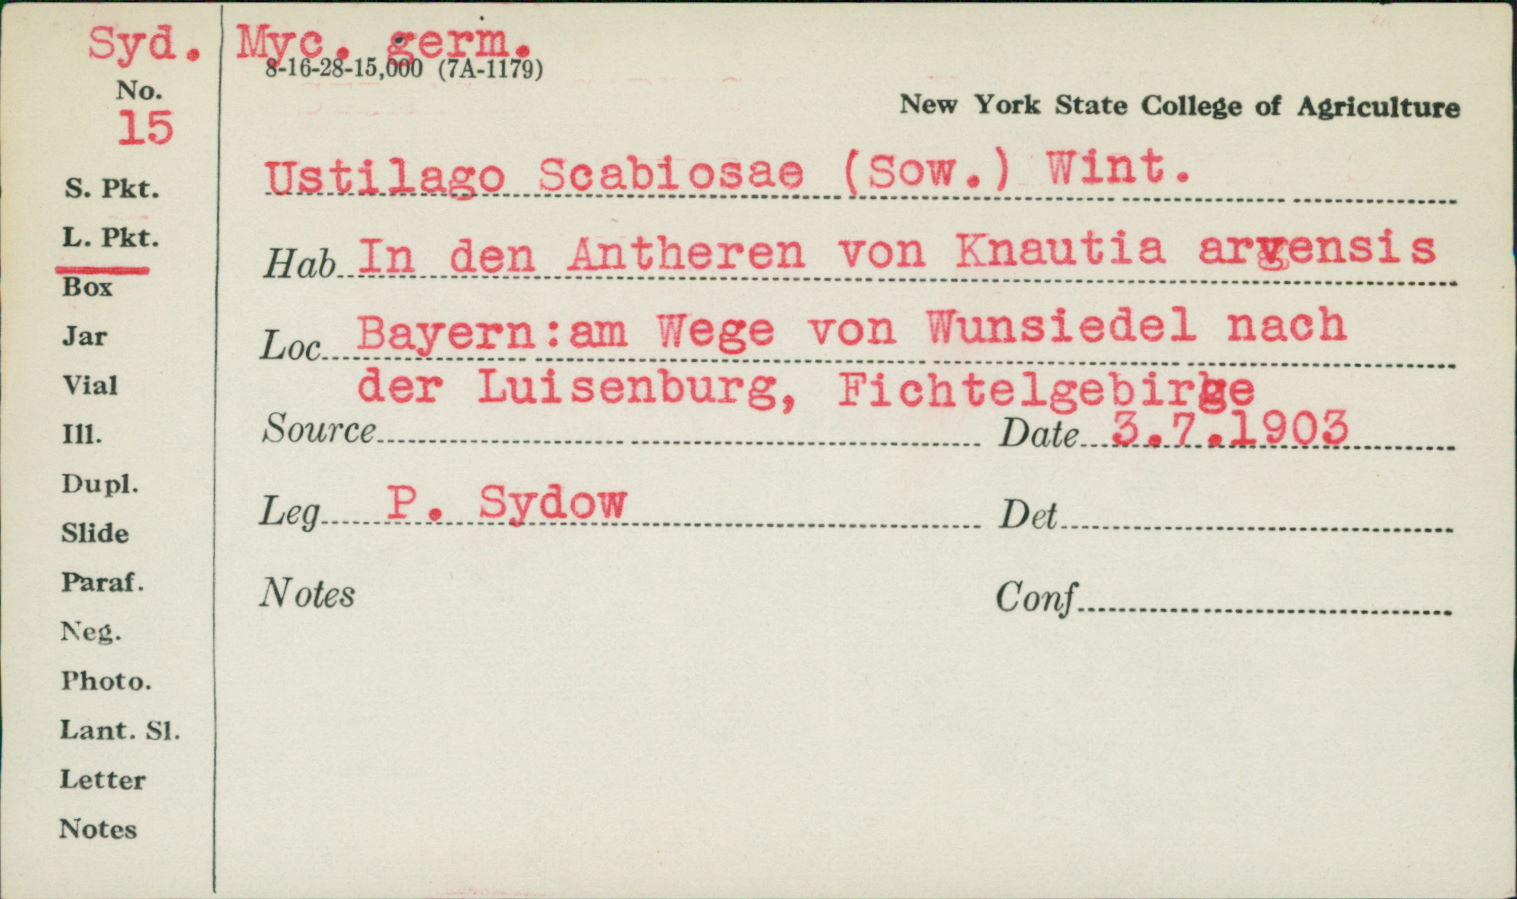 Syd. Myc. germ.
8-16-28-15,000 (7A-1179)
No.
15
New York State College of Agriculture
Ustilago Scabiosae (Sow.) Wint.
S. Pkt.
L. Pkt.
Hab. In den Antheren von Knautia arvensis
Box
Jar
Loc. Bayern:am Wege von Wunsiedel nach
der Luisenburg, Fichtelgebirge
Vial
Ill.
Source
Date 3.7.1903
Dupl.
Leg. P. Sydow
Det.
Slide
Paraf.
Notes
Conf.
Neg.
Photo.
Lant. Sl.
Letter
Notes